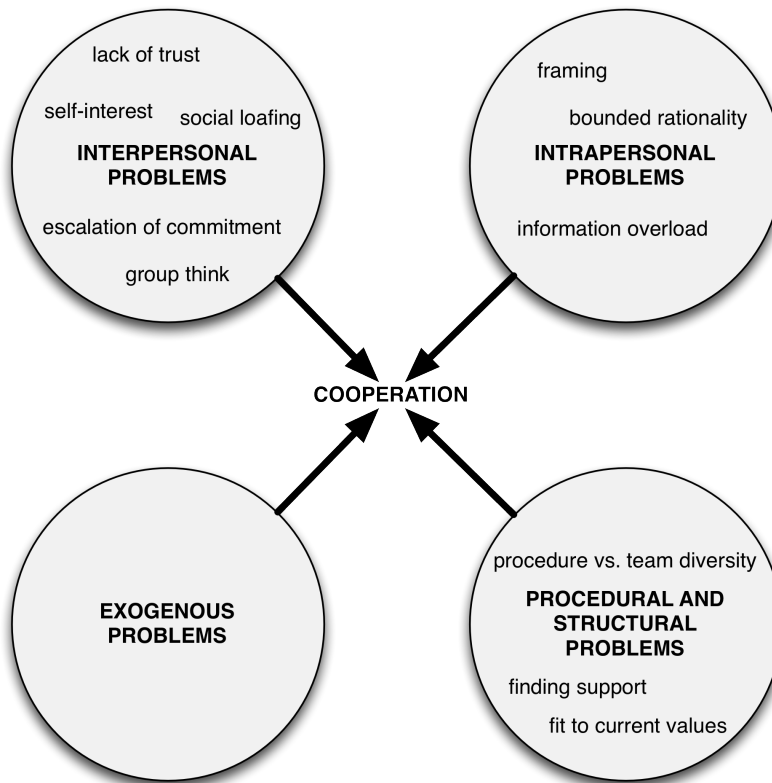 lack of trust
self-interest
social loafing
INTERPERSONAL
PROBLEMS
escalation of commitment
group think
framing
bounded rationality
INTRAPERSONAL
PROBLEMS
information overload
COOPERATION
EXOGENOUS
PROBLEMS
procedure vs. team diversity
PROCEDURAL AND
STRUCTURAL
PROBLEMS
finding support
fit to current values